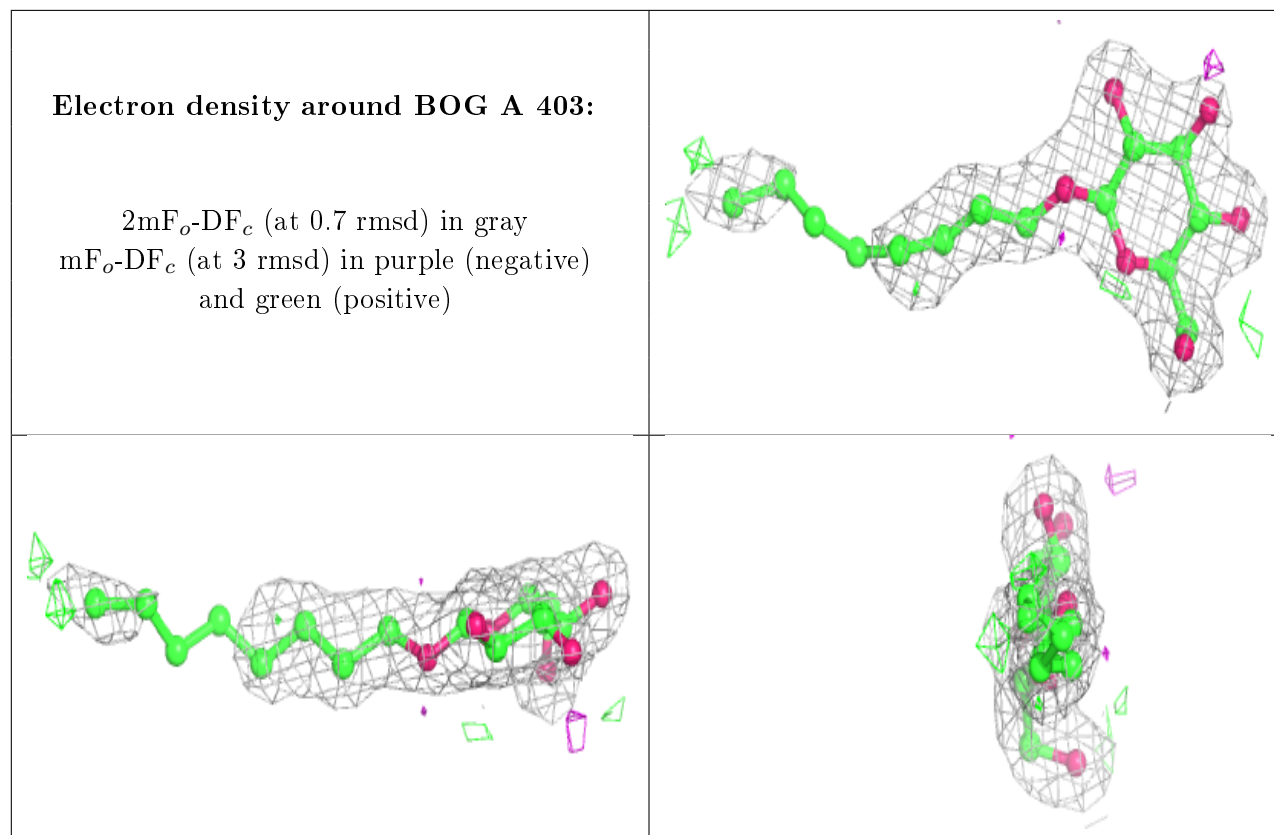 Electron density around BOG A 403:
2mFₒ-DF𝒸 (at 0.7 rmsd) in gray
mFₒ-DF𝒸 (at 3 rmsd) in purple (negative)
and green (positive)